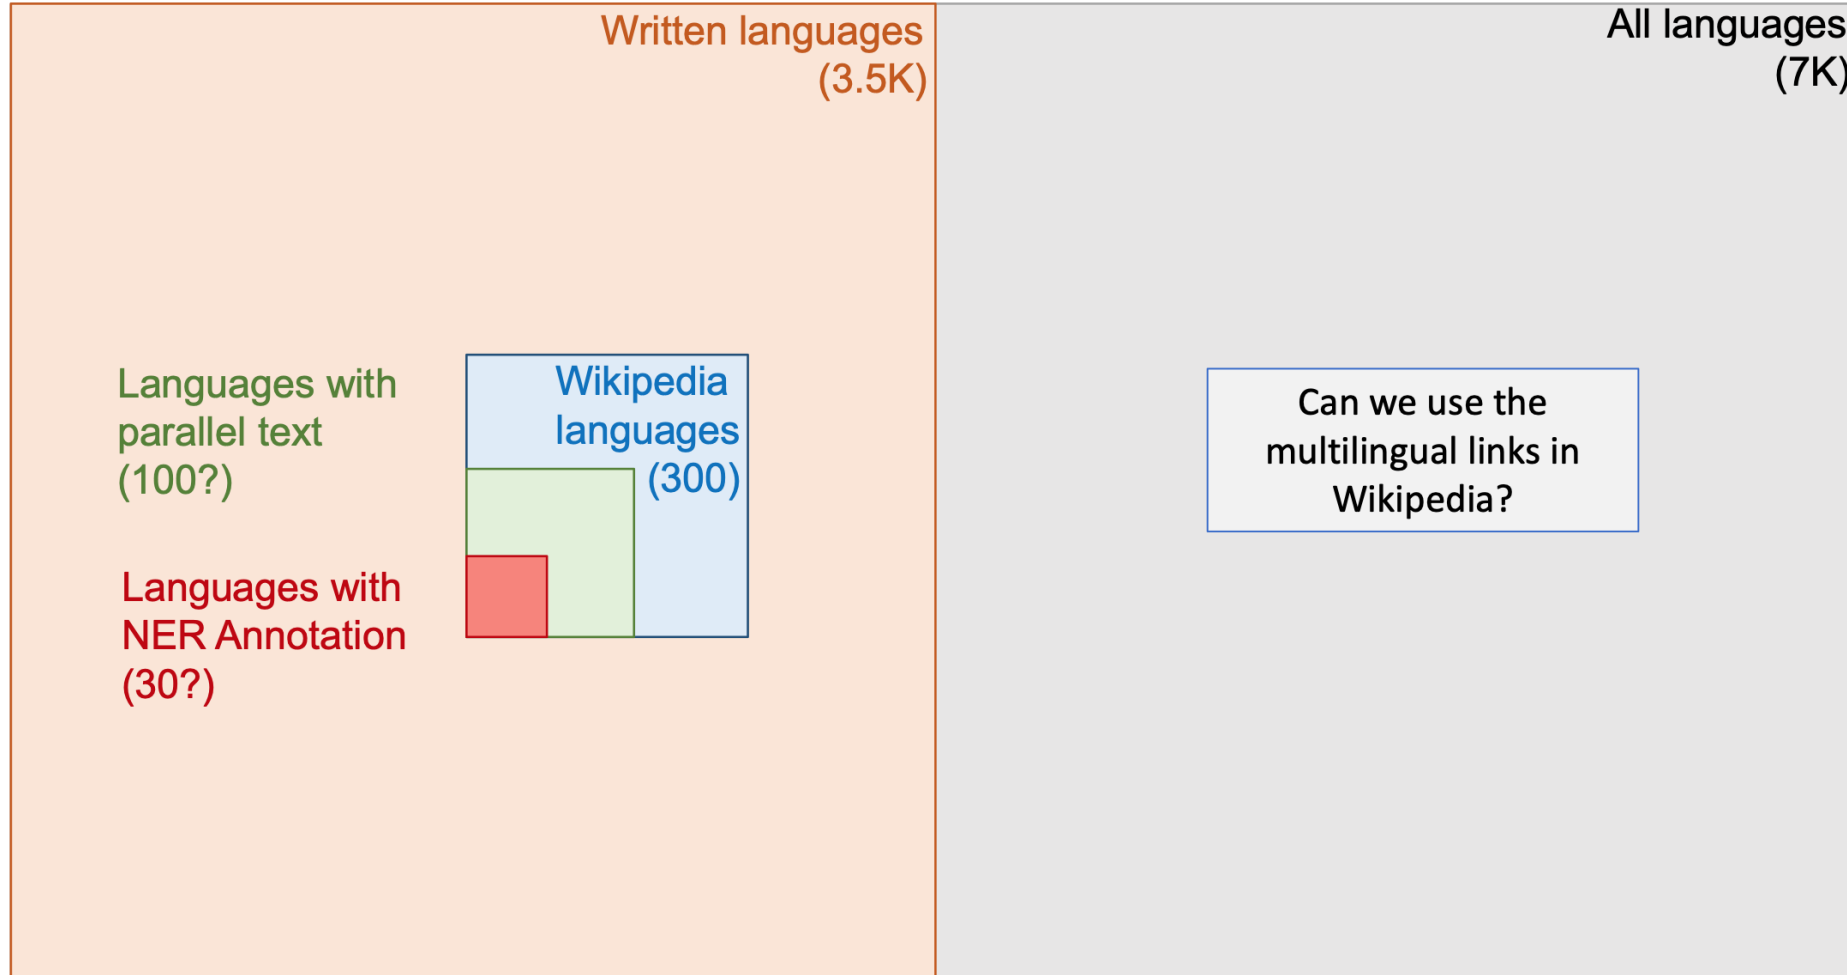 Written languages
(3.5K)
All languages
(7K)
Languages with
parallel text
(100?)
Wikipedia
languages
(300)
Can we use the
multilingual links in
Wikipedia?
Languages with
NER Annotation
(30?)